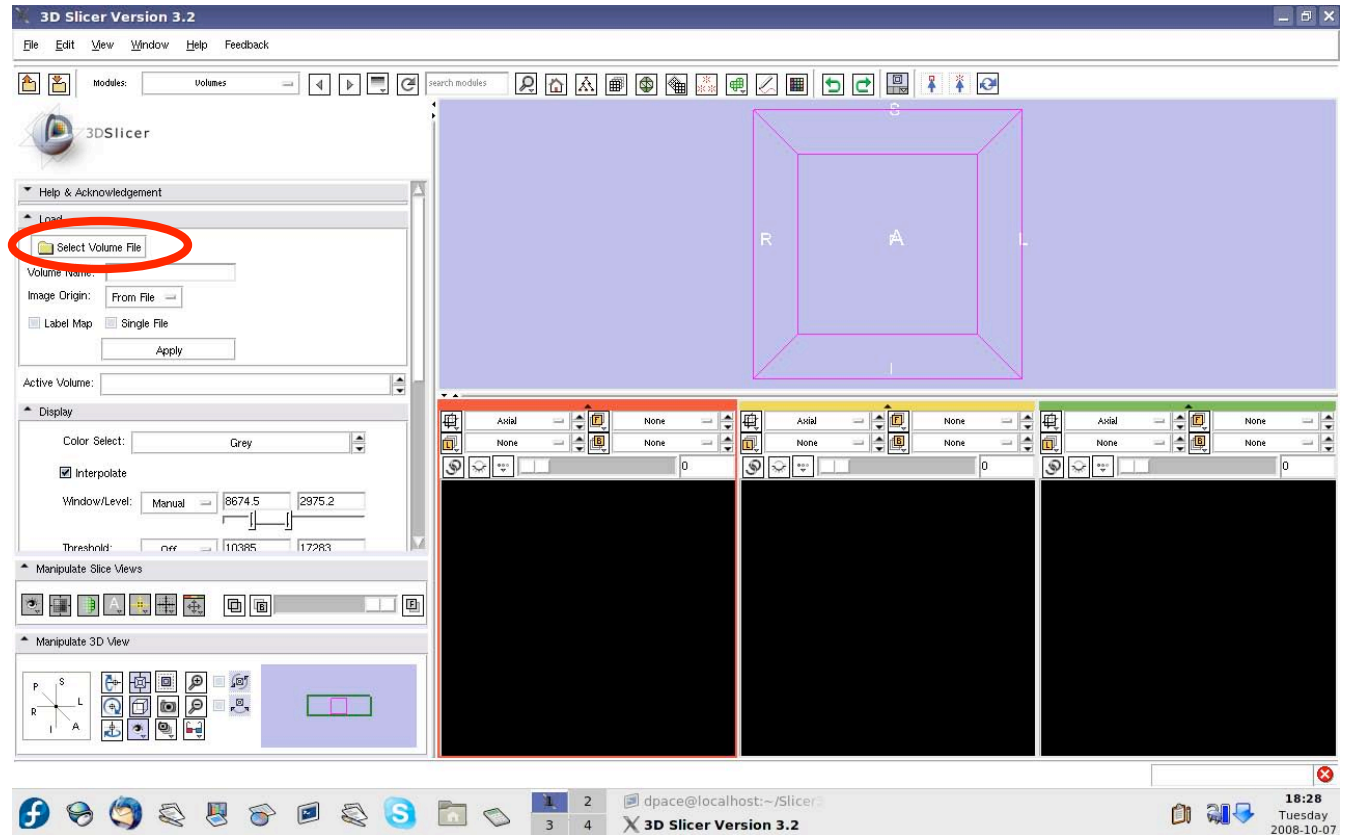 3D Slicer Version 3.2
File Edit View Window Help Feedback
Modules: Volumes search modules
3DSlicer
Help & Acknowledgement
Load
Select Volume File
Volume Name:
Image Origin: From File
Label Map Single File
Apply
Active Volume:
Display
Color Select: Grey
Interpolate
Window/Level: Manual 8674.5 2975.2
Threshold: Off 10385 17283
Manipulate Slice Views
A B F
Manipulate 3D View
P S
R L
I A
S
R A L
I
Axial F None
L None B None
0
Axial F None
L None B None
0
Axial F None
L None B None
0
1 2
3 4
dpace@localhost:~/Slicer3
3D Slicer Version 3.2
18:28
Tuesday
2008-10-07